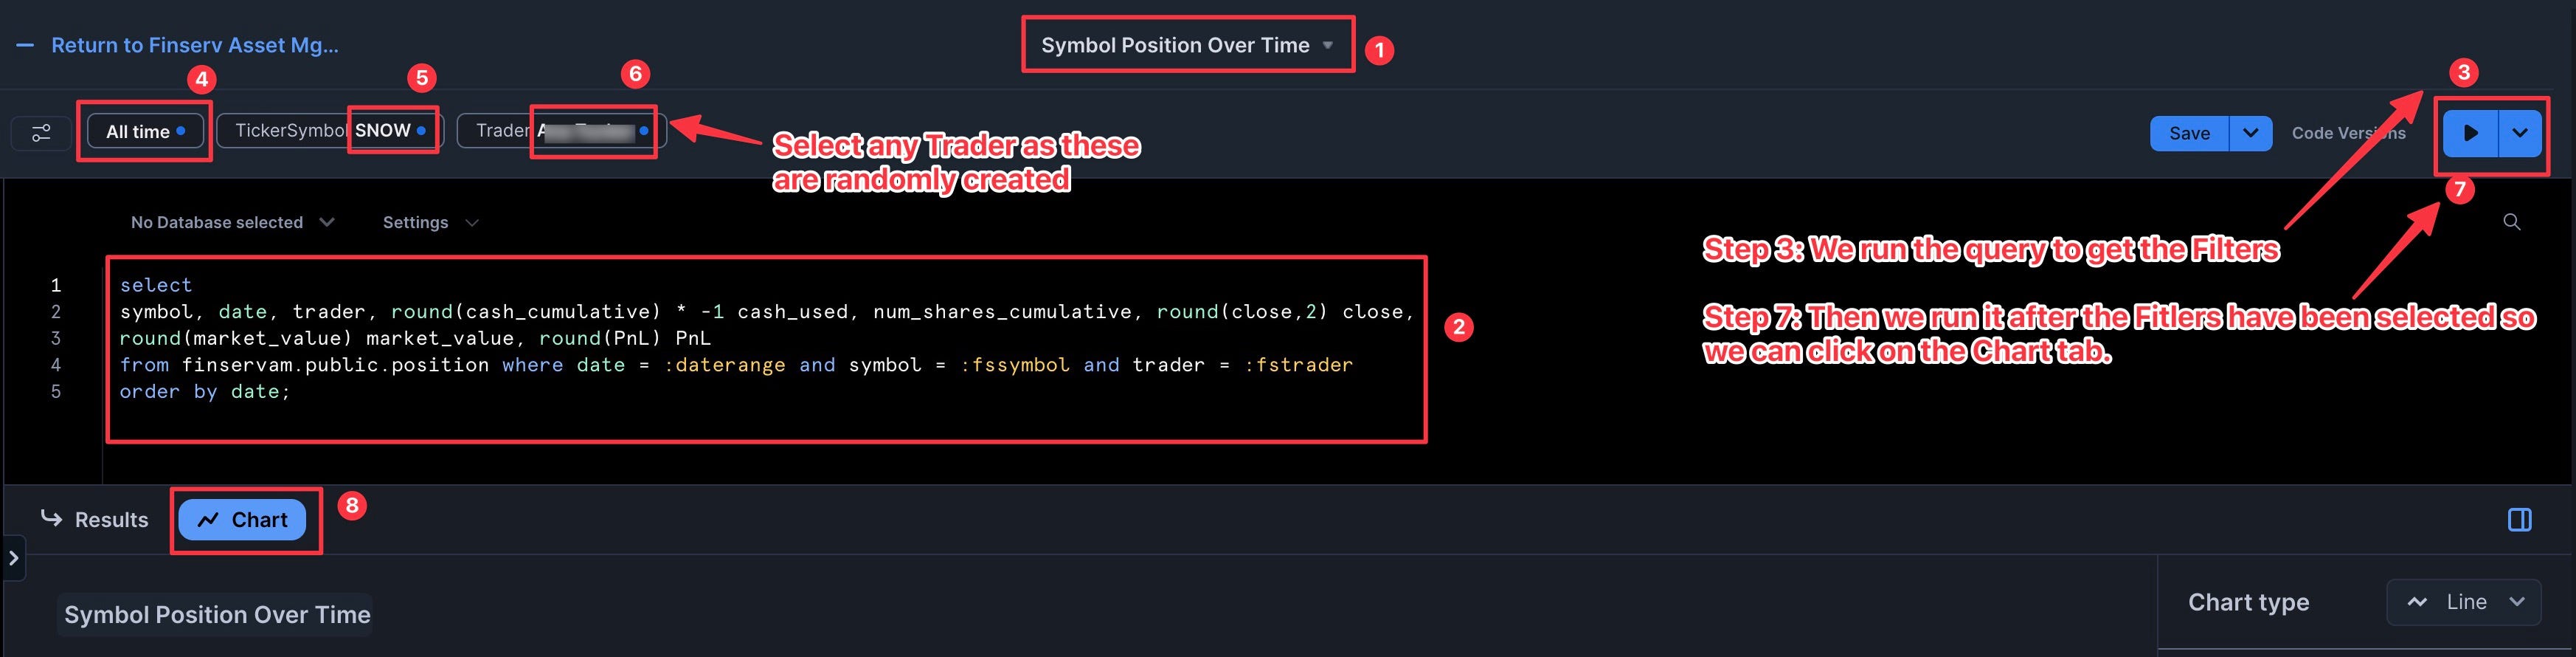 Return to Finserv Asset Mg...
Symbol Position Over Time
1
4
5
6
3
All time
TickerSymbol SNOW
Trader
Select any Trader as these
are randomly created
Save
Code Versions
7
No Database selected
Settings
Step 3: We run the query to get the Filters
Step 7: Then we run it after the Fitlers have been selected so
we can click on the Chart tab.
1 select
2 symbol, date, trader, round(cash_cumulative) * -1 cash_used, num_shares_cumulative, round(close,2) close,
3 round(market_value) market_value, round(PnL) PnL
4 from finservam.public.position where date = :daterange and symbol = :fssymbol and trader = :fstrader
5 order by date;
2
Results
Chart
8
Symbol Position Over Time
Chart type
Line